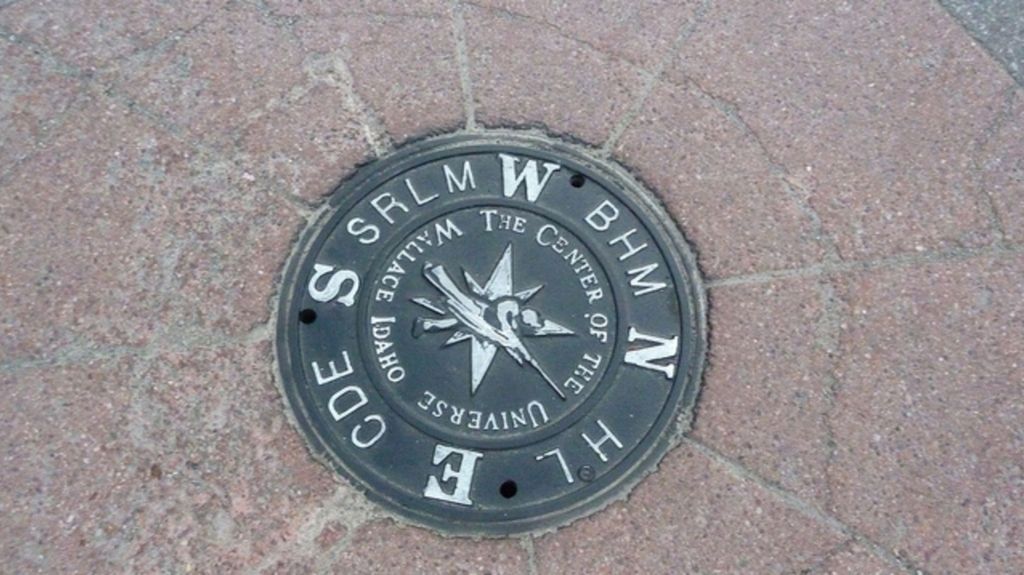 W
BHM
N
HL
E
CDE
S
SRLM
THE CENTER OF THE UNIVERSE
WALLACE IDAHO